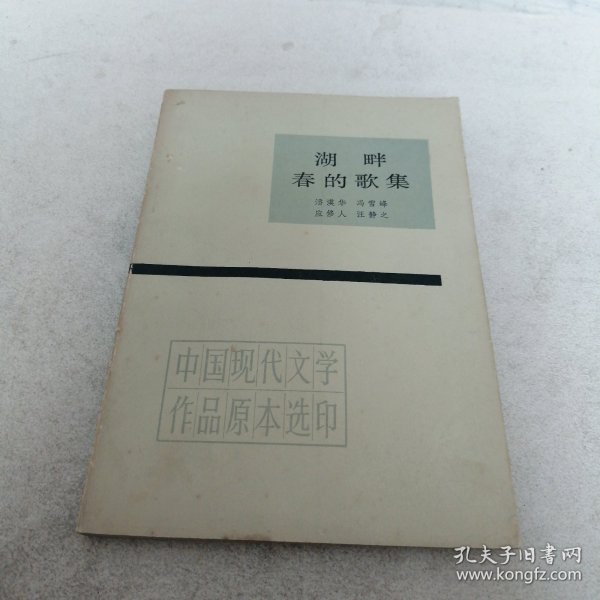 湖畔
春的歌集
潘漠华 冯雪峰
应修人 汪静之
中国现代文学
作品原本选印
孔夫子旧书网
www.kongfz.com